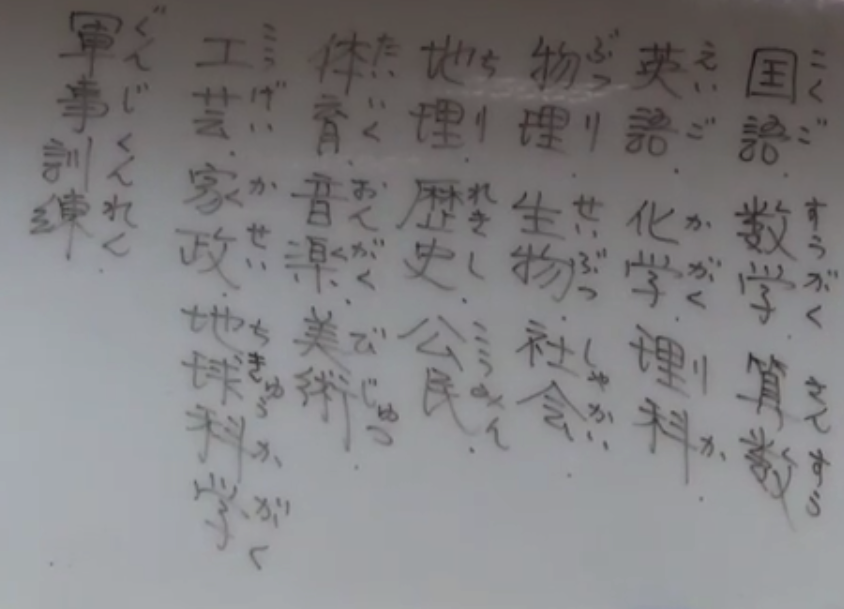 国語 数学 算数
こくご すうがく さんすう
英語 化学 理科
えいご かがく りか
物理 生物 社会
ぶつり せいぶつ しゃかい
地理 歴史 公民
ちり れきし こうみん
体育 音楽 美術
たいいく おんがく びじゅつ
工芸 家政 地球科学
こうげい かせい ちきゅうかがく
軍事訓練
ぐんじくんれん